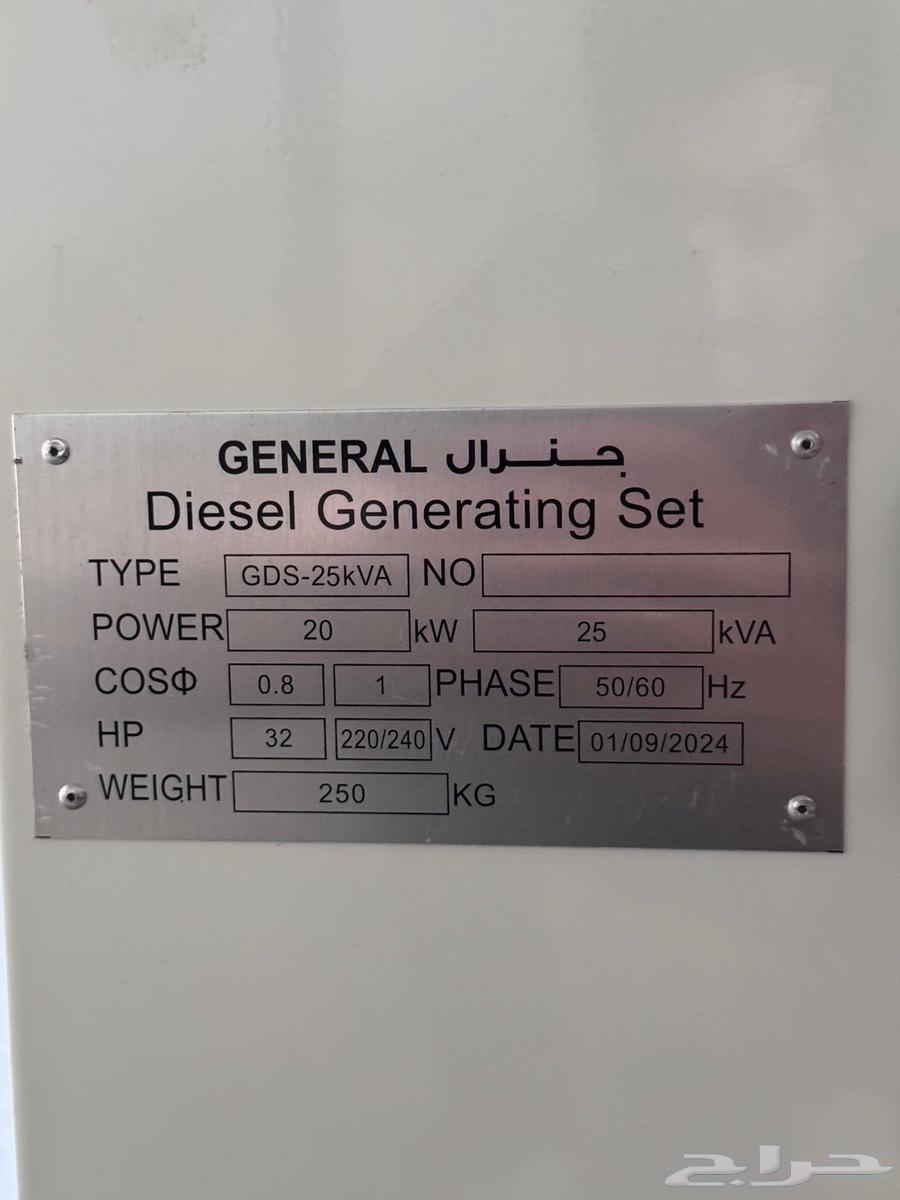 GENERAL جنرال
Diesel Generating Set
TYPE GDS-25kVA NO
POWER 20 kW 25 kVA
COSΦ 0.8 1 PHASE 50/60 Hz
HP 32 220/240 V DATE 01/09/2024
WEIGHT 250 KG
حراج